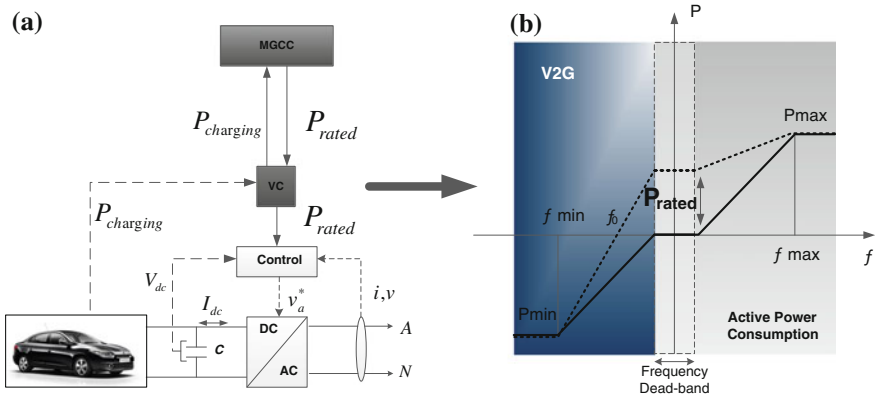 (a)
MGCC
P charging
P rated
VC
P charging
P rated
Control
V dc
I dc
v a *
i,v
DC
AC
C
A
N
(b)
P
V2G
Pmax
P rated
f min
f0
f
f max
Pmin
Active Power
Consumption
Frequency
Dead-band